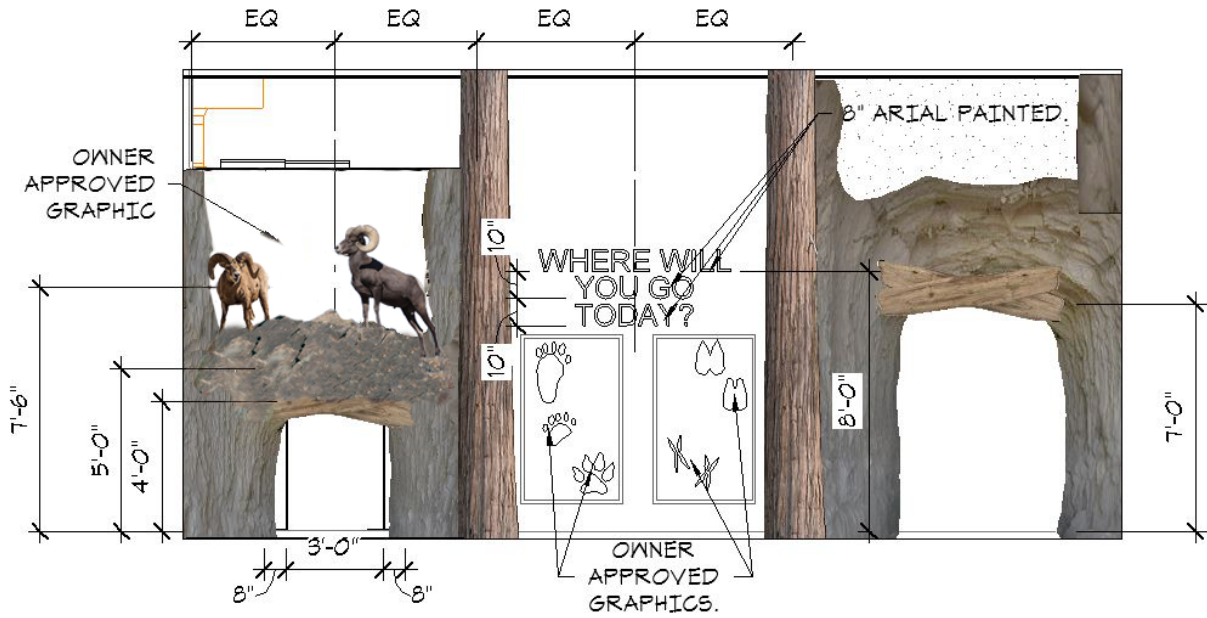 EQ
EQ
EQ
EQ
8" ARIAL PAINTED.
OWNER
APPROVED
GRAPHIC
10"
WHERE WILL
YOU GO
TODAY?
10"
7'-6"
5'-0"
4'-0"
8'-0"
7'-0"
3'-0"
8"
8"
OWNER
APPROVED
GRAPHICS.